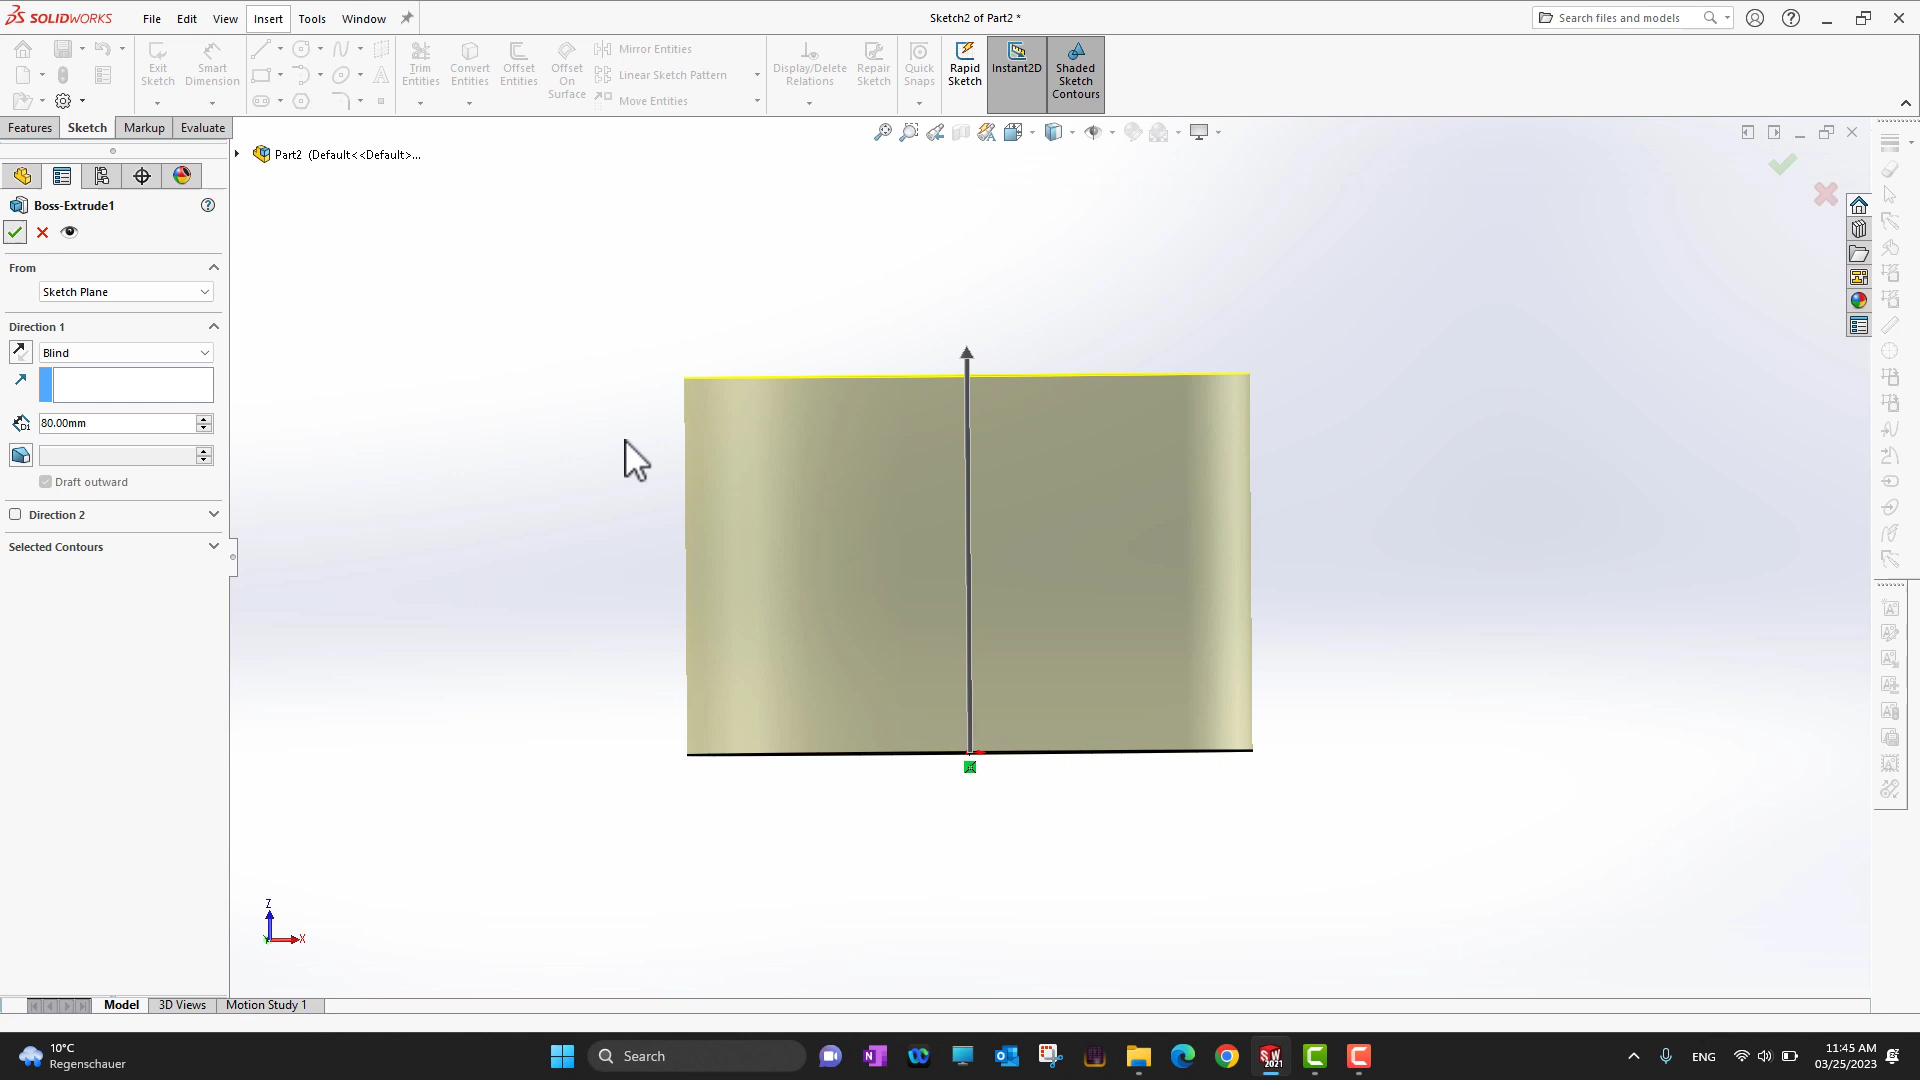 SOLIDWORKS File Edit View Insert Tools Window Sketch2 of Part2 * Search files and models
Exit Sketch
Smart Dimension
Trim Entities
Convert Entities
Offset Entities
Offset On Surface
Mirror Entities
Linear Sketch Pattern
Move Entities
Display/Delete Relations
Repair Sketch
Quick Snaps
Rapid Sketch
Instant2D
Shaded Sketch Contours
Features Sketch Markup Evaluate
Part2 (Default<<Default>...
Boss-Extrude1
From
Sketch Plane
Direction 1
Blind
D1 80.00mm
Draft outward
Direction 2
Selected Contours
Z
X
Y
Model 3D Views Motion Study 1
10°C
Regenschauer
Search
SW
2021
ENG
11:45 AM
03/25/2023